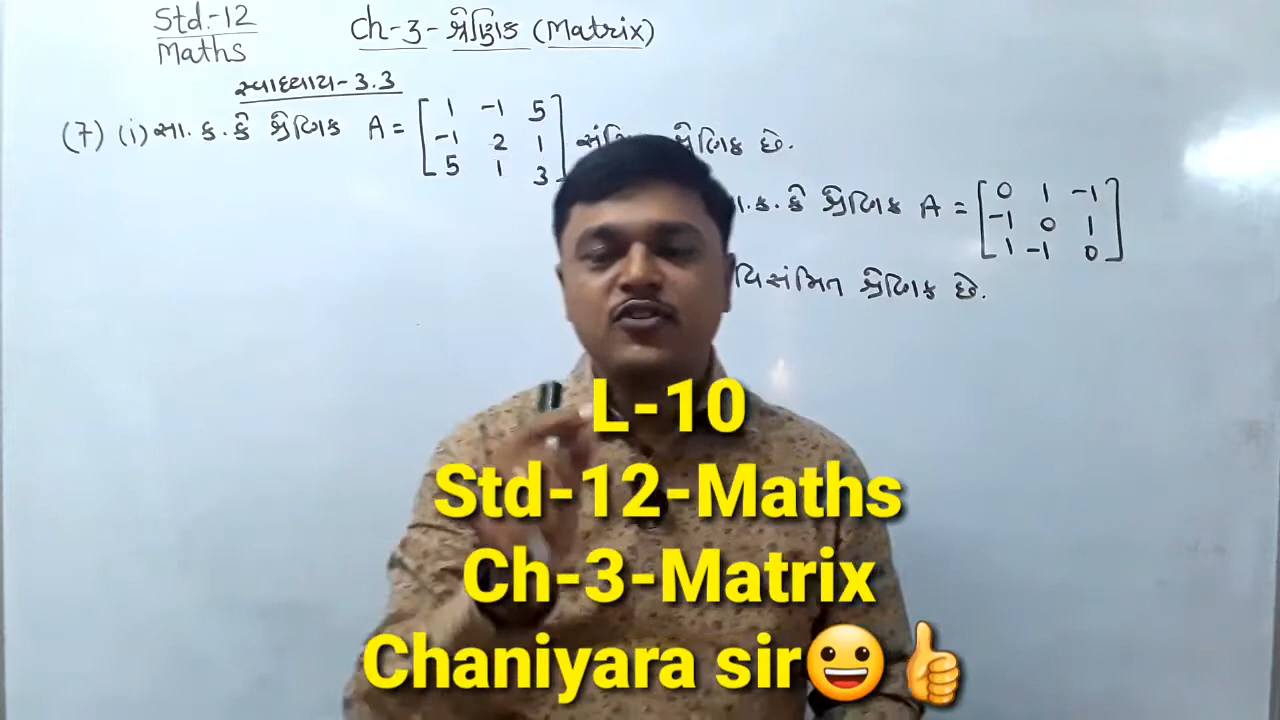 Std.-12
Maths
Ch-3-શ્રેણિક (Matrix)
સ્વાધ્યાય-3.3
(7) (i) સા.ક.કે શ્રેણિક A = [ 1 -1 5
-1 2 1
5 1 3 ] શ્રેણિક છે.
ક.કે શ્રેણિક A = [ 0 1 -1
-1 0 1
1 -1 0 ]
વિસંમિત શ્રેણિક છે.
L-10
Std-12-Maths
Ch-3-Matrix
Chaniyara sir😀👍